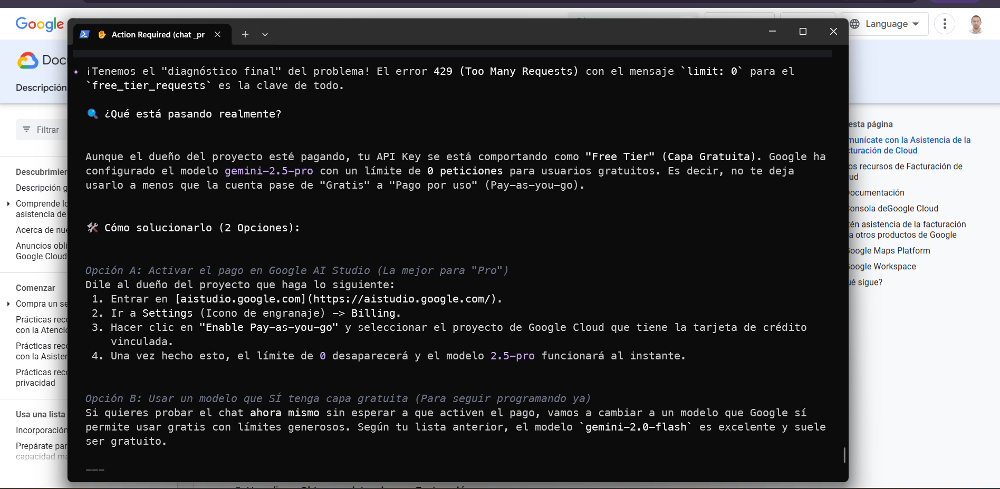 Google
Language
Action Required (chat _pr
Doc
Descripción
Filtrar
Descubrimien
Descripción g
Comprende lo
asistencia de
Acerca de nue
Anuncios obli
Google Cloud
Comenzar
Compra un se
Prácticas reco
con la Atenció
Prácticas reco
con la Asisten
Prácticas reco
privacidad
Usa una lista
Incorporación
Prepárate par
capacidad má
¡Tenemos el "diagnóstico final" del problema! El error 429 (Too Many Requests) con el mensaje `limit: 0` para el
`free_tier_requests` es la clave de todo.
¿Qué está pasando realmente?
Aunque el dueño del proyecto esté pagando, tu API Key se está comportando como "Free Tier" (Capa Gratuita). Google ha
configurado el modelo gemini-2.5-pro con un límite de 0 peticiones para usuarios gratuitos. Es decir, no te deja
usarlo a menos que la cuenta pase de "Gratis" a "Pago por uso" (Pay-as-you-go).
Cómo solucionarlo (2 Opciones):
Opción A: Activar el pago en Google AI Studio (La mejor para "Pro")
Dile al dueño del proyecto que haga lo siguiente:
1. Entrar en [aistudio.google.com](https://aistudio.google.com/).
2. Ir a Settings (Icono de engranaje) -> Billing.
3. Hacer clic en "Enable Pay-as-you-go" y seleccionar el proyecto de Google Cloud que tiene la tarjeta de crédito
vinculada.
4. Una vez hecho esto, el límite de 0 desaparecerá y el modelo 2.5-pro funcionará al instante.
Opción B: Usar un modelo que SÍ tenga capa gratuita (Para seguir programando ya)
Si quieres probar el chat ahora mismo sin esperar a que activen el pago, vamos a cambiar a un modelo que Google sí
permite usar gratis con límites generosos. Según tu lista anterior, el modelo `gemini-2.0-flash` es excelente y suele
ser gratuito.
---
esta página
munícate con la Asistencia de la
cturación de Cloud
os recursos de Facturación de
ud
ocumentación
onsola deGoogle Cloud
tén asistencia de la facturación
a otros productos de Google
oogle Maps Platform
oogle Workspace
ué sigue?